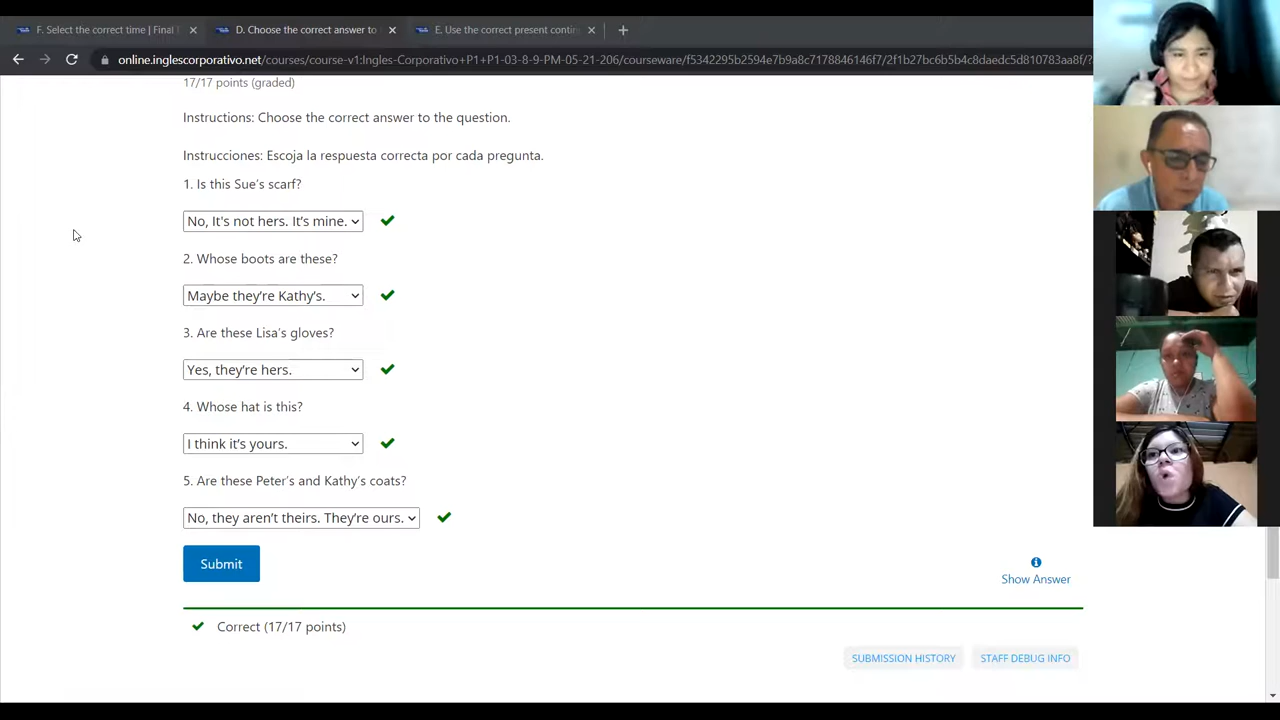 F. Select the correct time | Final T
D. Choose the correct answer to
E. Use the correct present contin
online.inglescorporativo.net/courses/course-v1:Ingles-Corporativo+P1+P1-03-8-9-PM-05-21-206/courseware/f5342295b2594e7b9a8c7178846146f7/2f1b27bc6b5b4c8daedc5d810783aa8f/?
17/17 points (graded)
Instructions: Choose the correct answer to the question.
Instrucciones: Escoja la respuesta correcta por cada pregunta.
1. Is this Sue’s scarf?
No, It's not hers. It’s mine.
2. Whose boots are these?
Maybe they’re Kathy’s.
3. Are these Lisa’s gloves?
Yes, they’re hers.
4. Whose hat is this?
I think it’s yours.
5. Are these Peter’s and Kathy’s coats?
No, they aren’t theirs. They’re ours.
Submit
Show Answer
Correct (17/17 points)
SUBMISSION HISTORY
STAFF DEBUG INFO